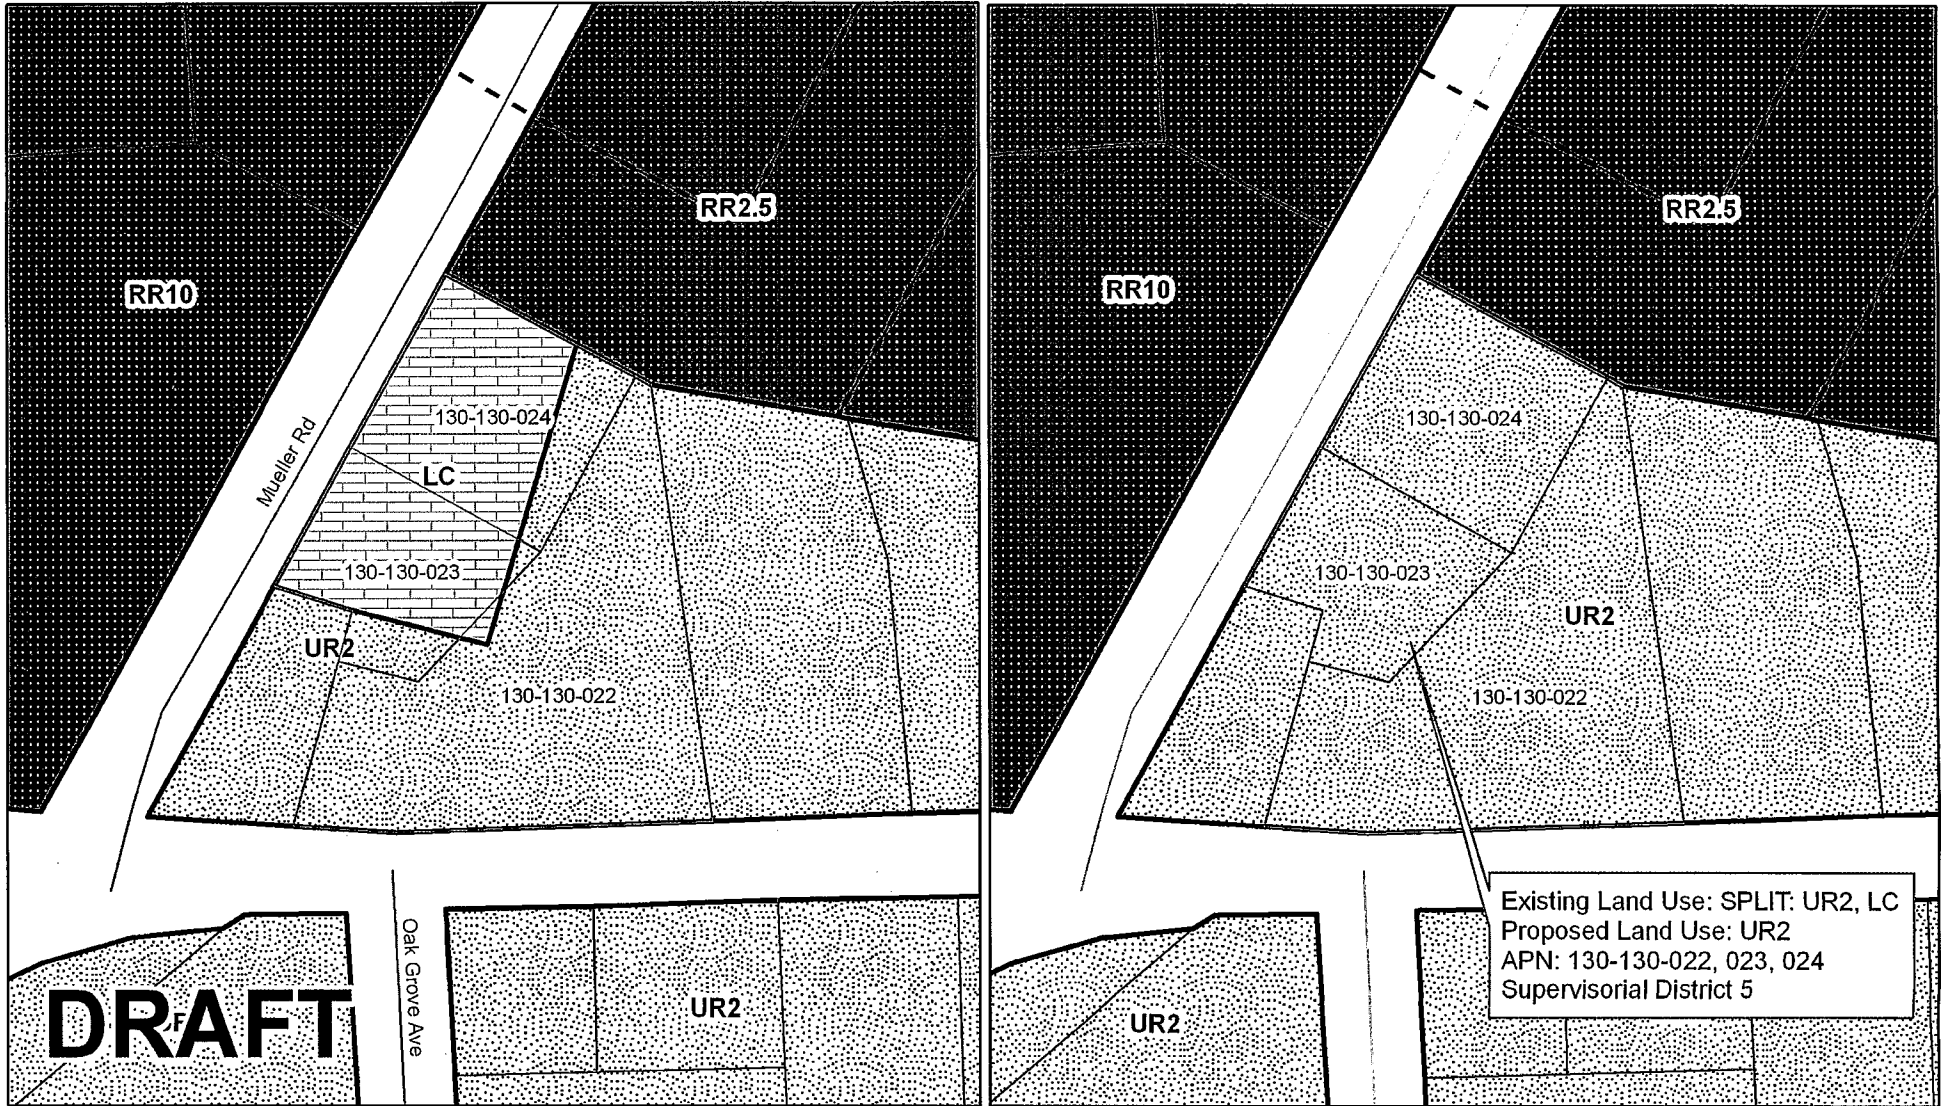 RR2.5
RR10
130-130-024
Mueller Rd
LC
130-130-023
UR2
130-130-022
Oak Grove Ave
UR2
DRAFT
RR2.5
RR10
130-130-024
130-130-023
UR2
130-130-022
Existing Land Use: SPLIT: UR2, LC
Proposed Land Use: UR2
APN: 130-130-022, 023, 024
Supervisorial District 5
UR2